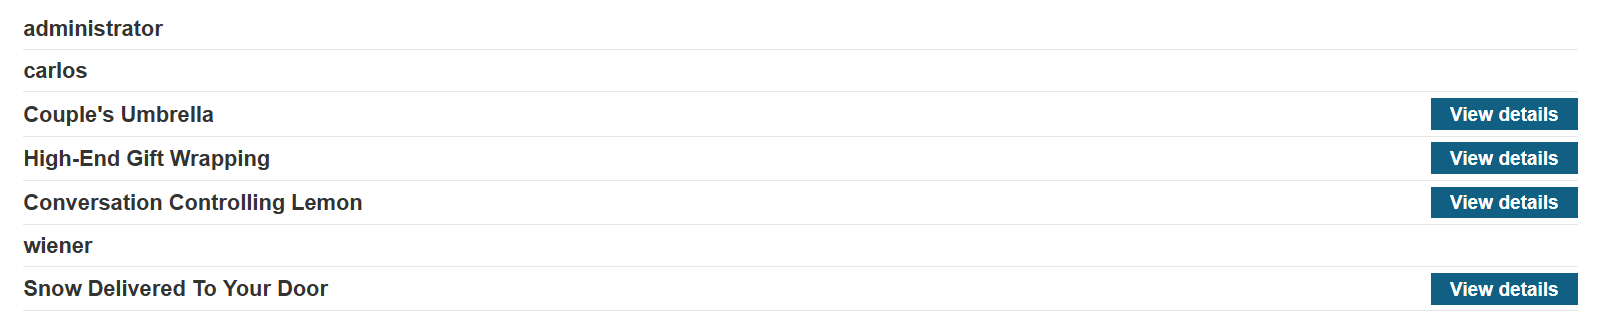 administrator
carlos
Couple's Umbrella View details
High-End Gift Wrapping View details
Conversation Controlling Lemon View details
wiener
Snow Delivered To Your Door View details